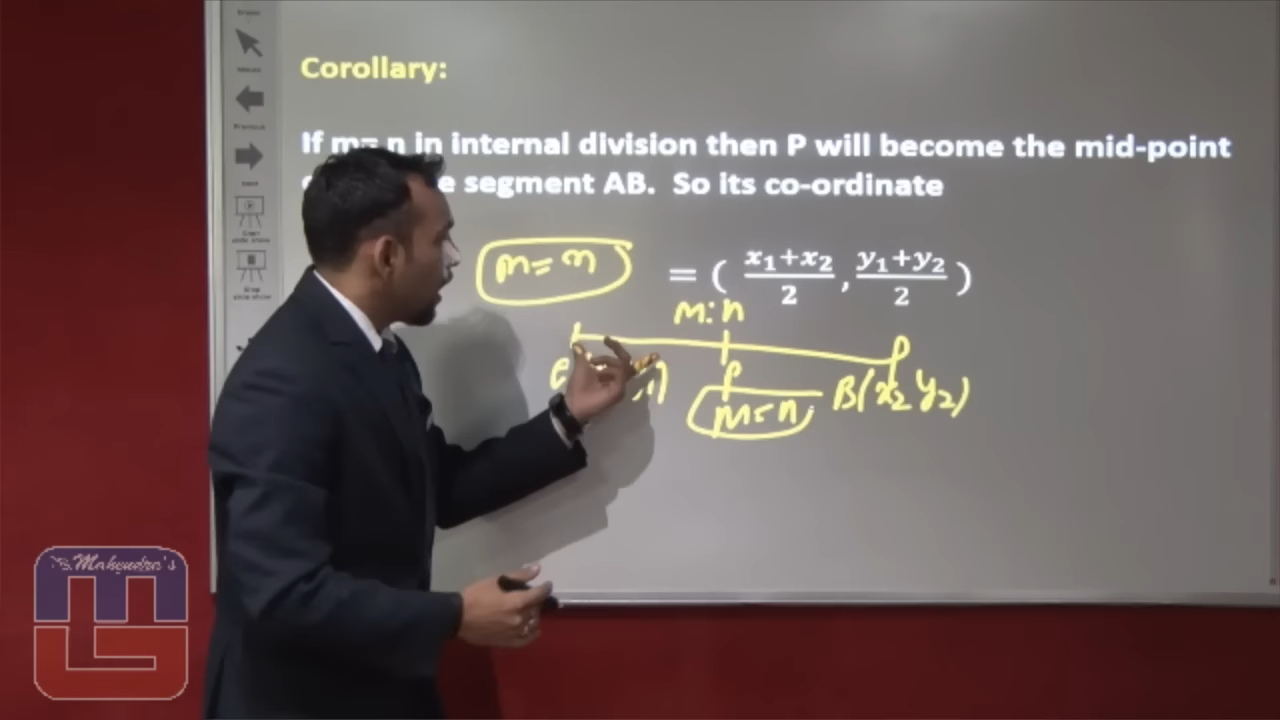 Corollary:
If m= n in internal division then P will become the mid-point
segment AB. So its co-ordinate
m=n
= ( x₁+x₂/2 , y₁+y₂/2 )
m:n
P
P
B(x₂ y₂)
m=n
Mahendra's